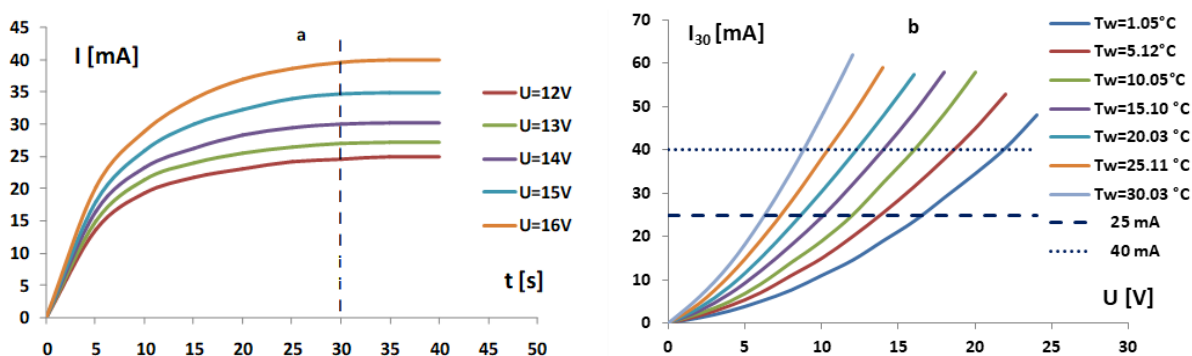 a
I [mA]
45
40
35
30
25
20
15
10
5
0
0 5 10 15 20 25 30 35 40 45 50
t [s]
U=12V
U=13V
U=14V
U=15V
U=16V
b
I30 [mA]
70
60
50
40
30
20
10
0
0 5 10 15 20 25 30
U [V]
Tw=1.05°C
Tw=5.12°C
Tw=10.05°C
Tw=15.10 °C
Tw=20.03 °C
Tw=25.11 °C
Tw=30.03 °C
25 mA
40 mA